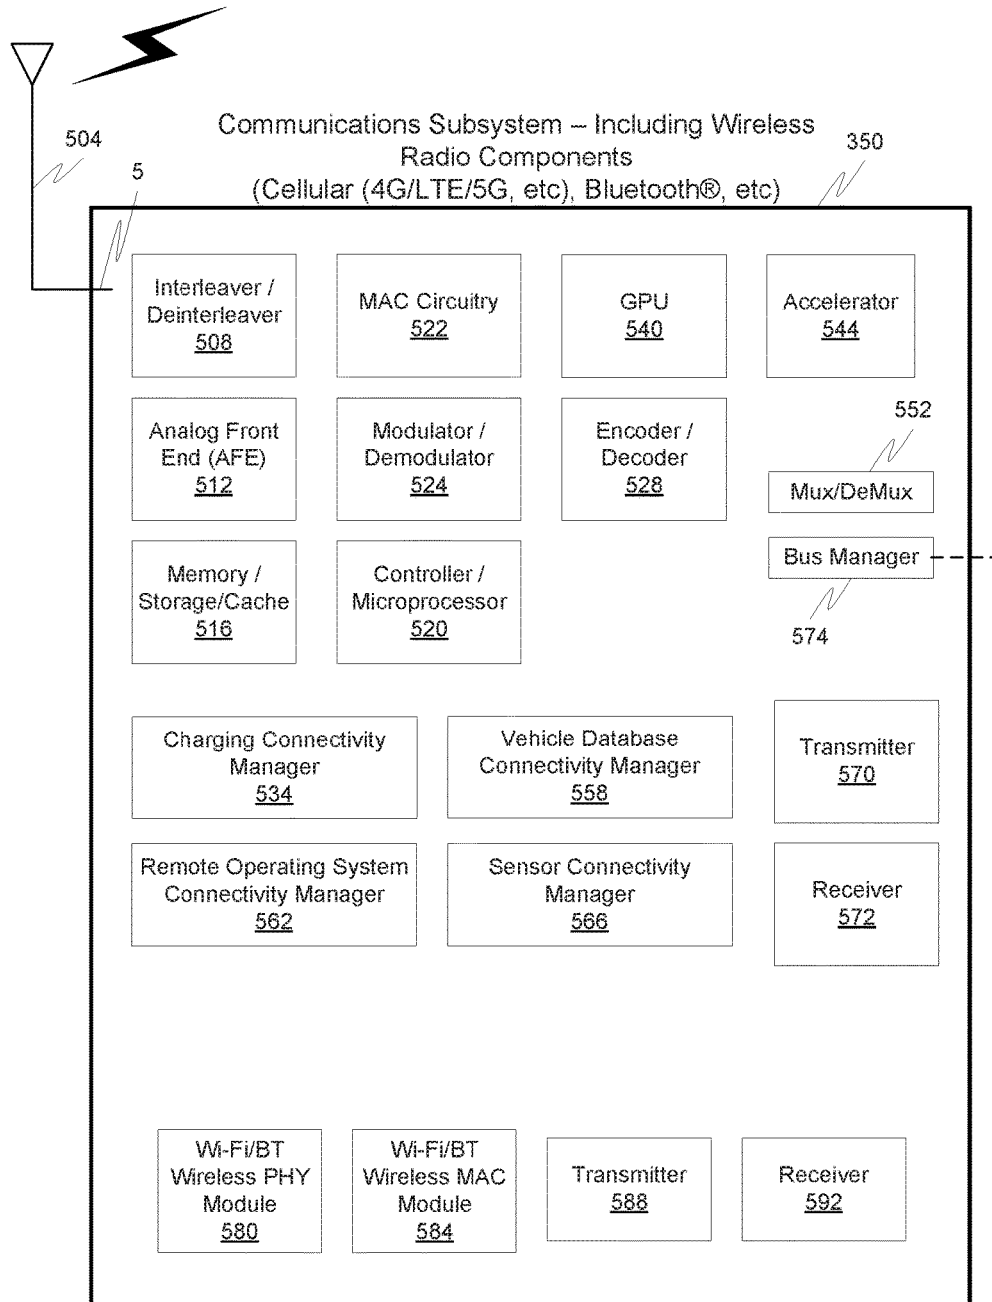 504
5
Communications Subsystem – Including Wireless
Radio Components
(Cellular (4G/LTE/5G, etc), Bluetooth®, etc)
350
Interleaver /
Deinterleaver
508
MAC Circuitry
522
GPU
540
Accelerator
544
Analog Front
End (AFE)
512
Modulator /
Demodulator
524
Encoder /
Decoder
528
552
Mux/DeMux
Memory /
Storage/Cache
516
Controller /
Microprocessor
520
Bus Manager
574
Charging Connectivity
Manager
534
Vehicle Database
Connectivity Manager
558
Transmitter
570
Remote Operating System
Connectivity Manager
562
Sensor Connectivity
Manager
566
Receiver
572
Wi-Fi/BT
Wireless PHY
Module
580
Wi-Fi/BT
Wireless MAC
Module
584
Transmitter
588
Receiver
592